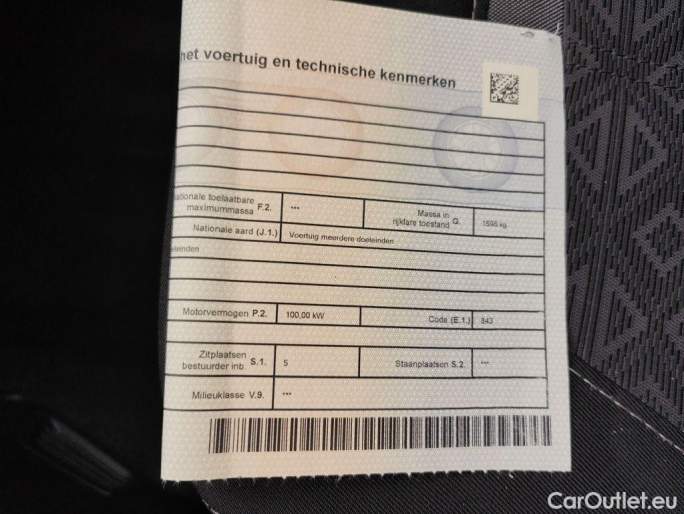 het voertuig en technische kenmerken
ationale toelaatbare
maximummassa F.2. ***
Massa in
rijklare toestand G. 1595 kg
Nationale aard (J.1.) Voertuig meerdere doeleinden
eleinden
Motorvermogen P.2. 100,00 kW
Code (E.1.) 843
Zitplaatsen
bestuurder inb. S.1. 5
Staanplaatsen S.2. ***
Milieuklasse V.9. ***
CarOutlet.eu